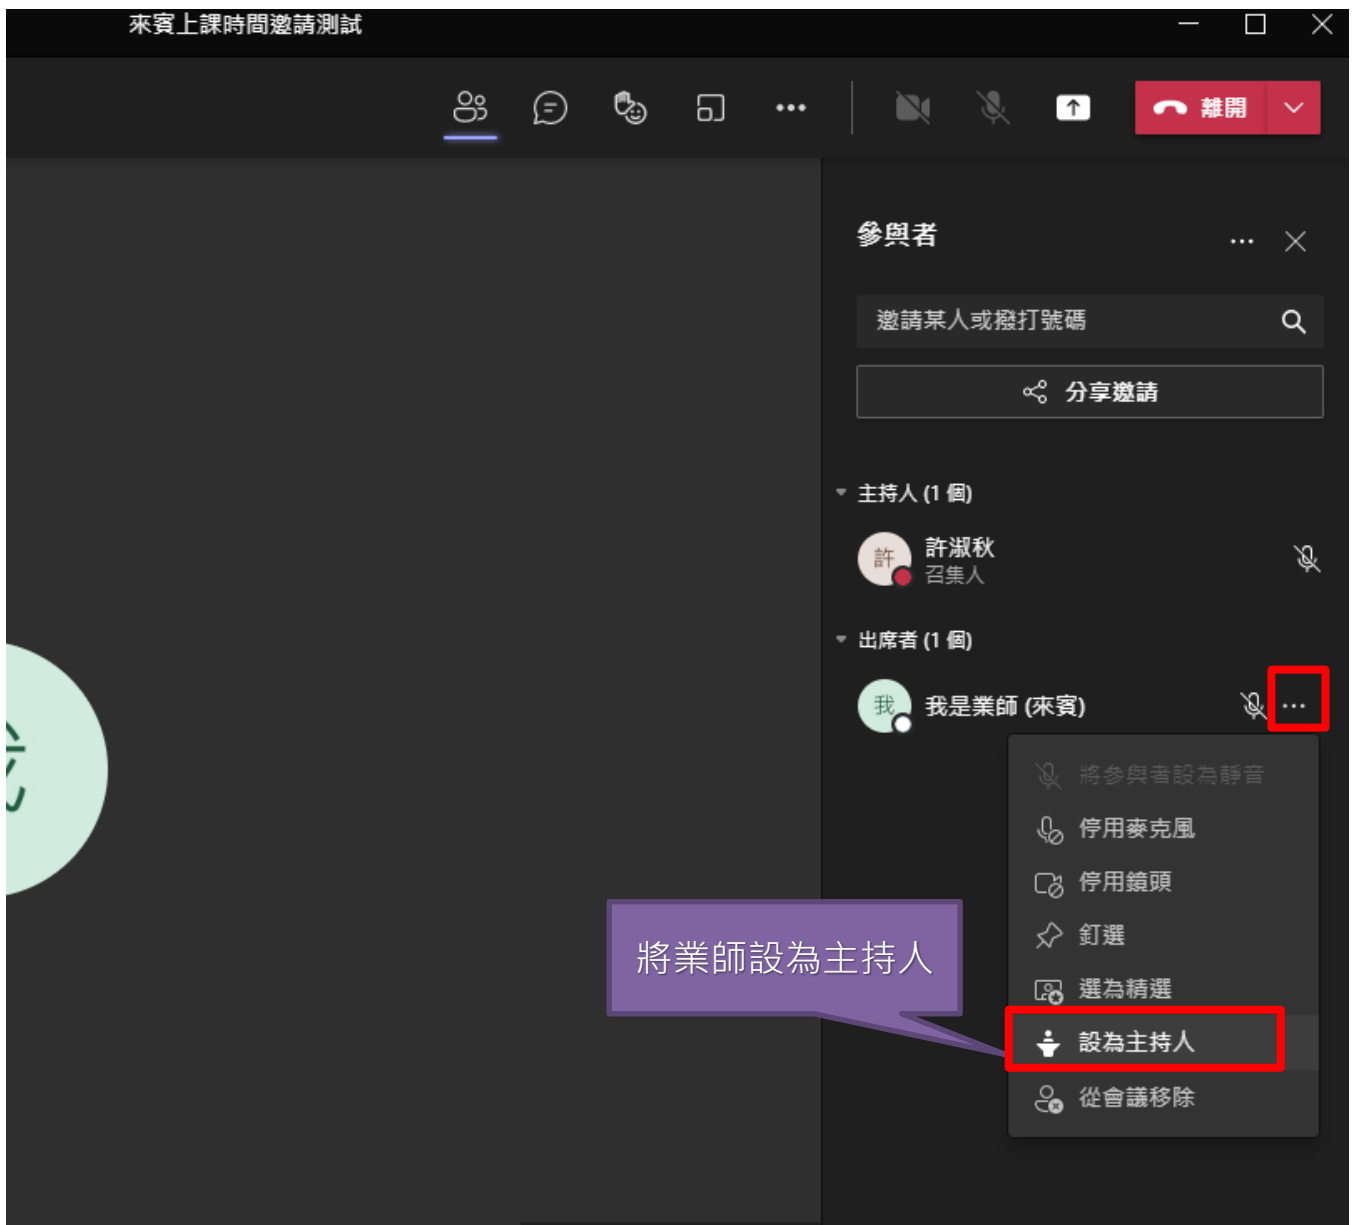 來賓上課時間邀請測試
離開
參與者
邀請某人或撥打號碼
分享邀請
主持人 (1 個)
許
許淑秋
召集人
出席者 (1 個)
我
我是業師 (來賓)
將參與者設為靜音
停用麥克風
停用鏡頭
釘選
選為精選
設為主持人
從會議移除
將業師設為主持人